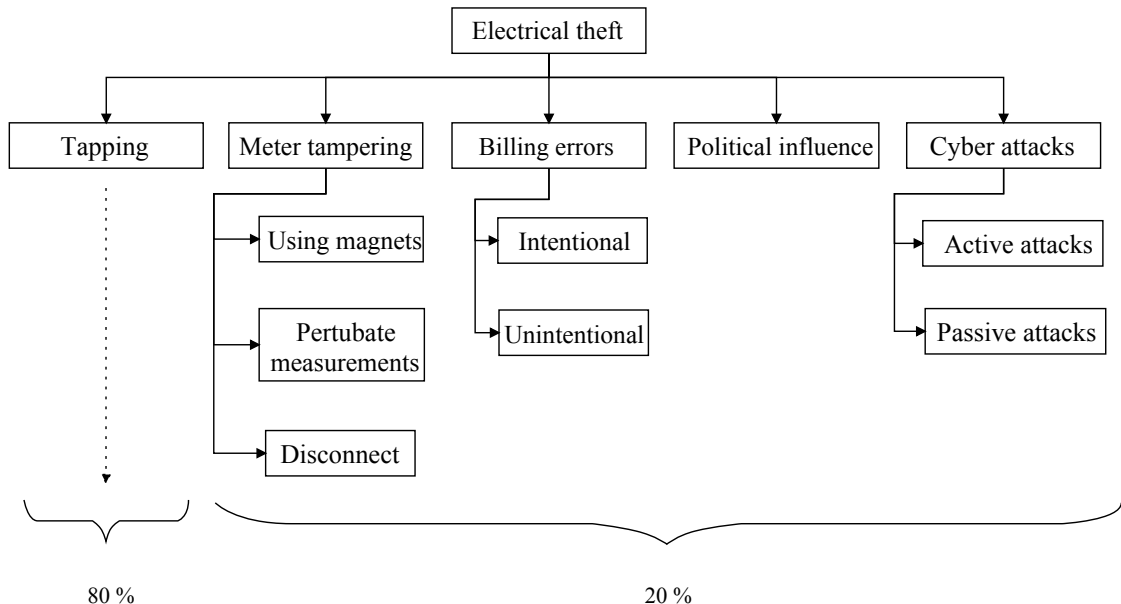 Electrical theft
Tapping
Meter tampering
Billing errors
Political influence
Cyber attacks
Using magnets
Intentional
Active attacks
Pertubate
measurements
Unintentional
Passive attacks
Disconnect
80 %
20 %